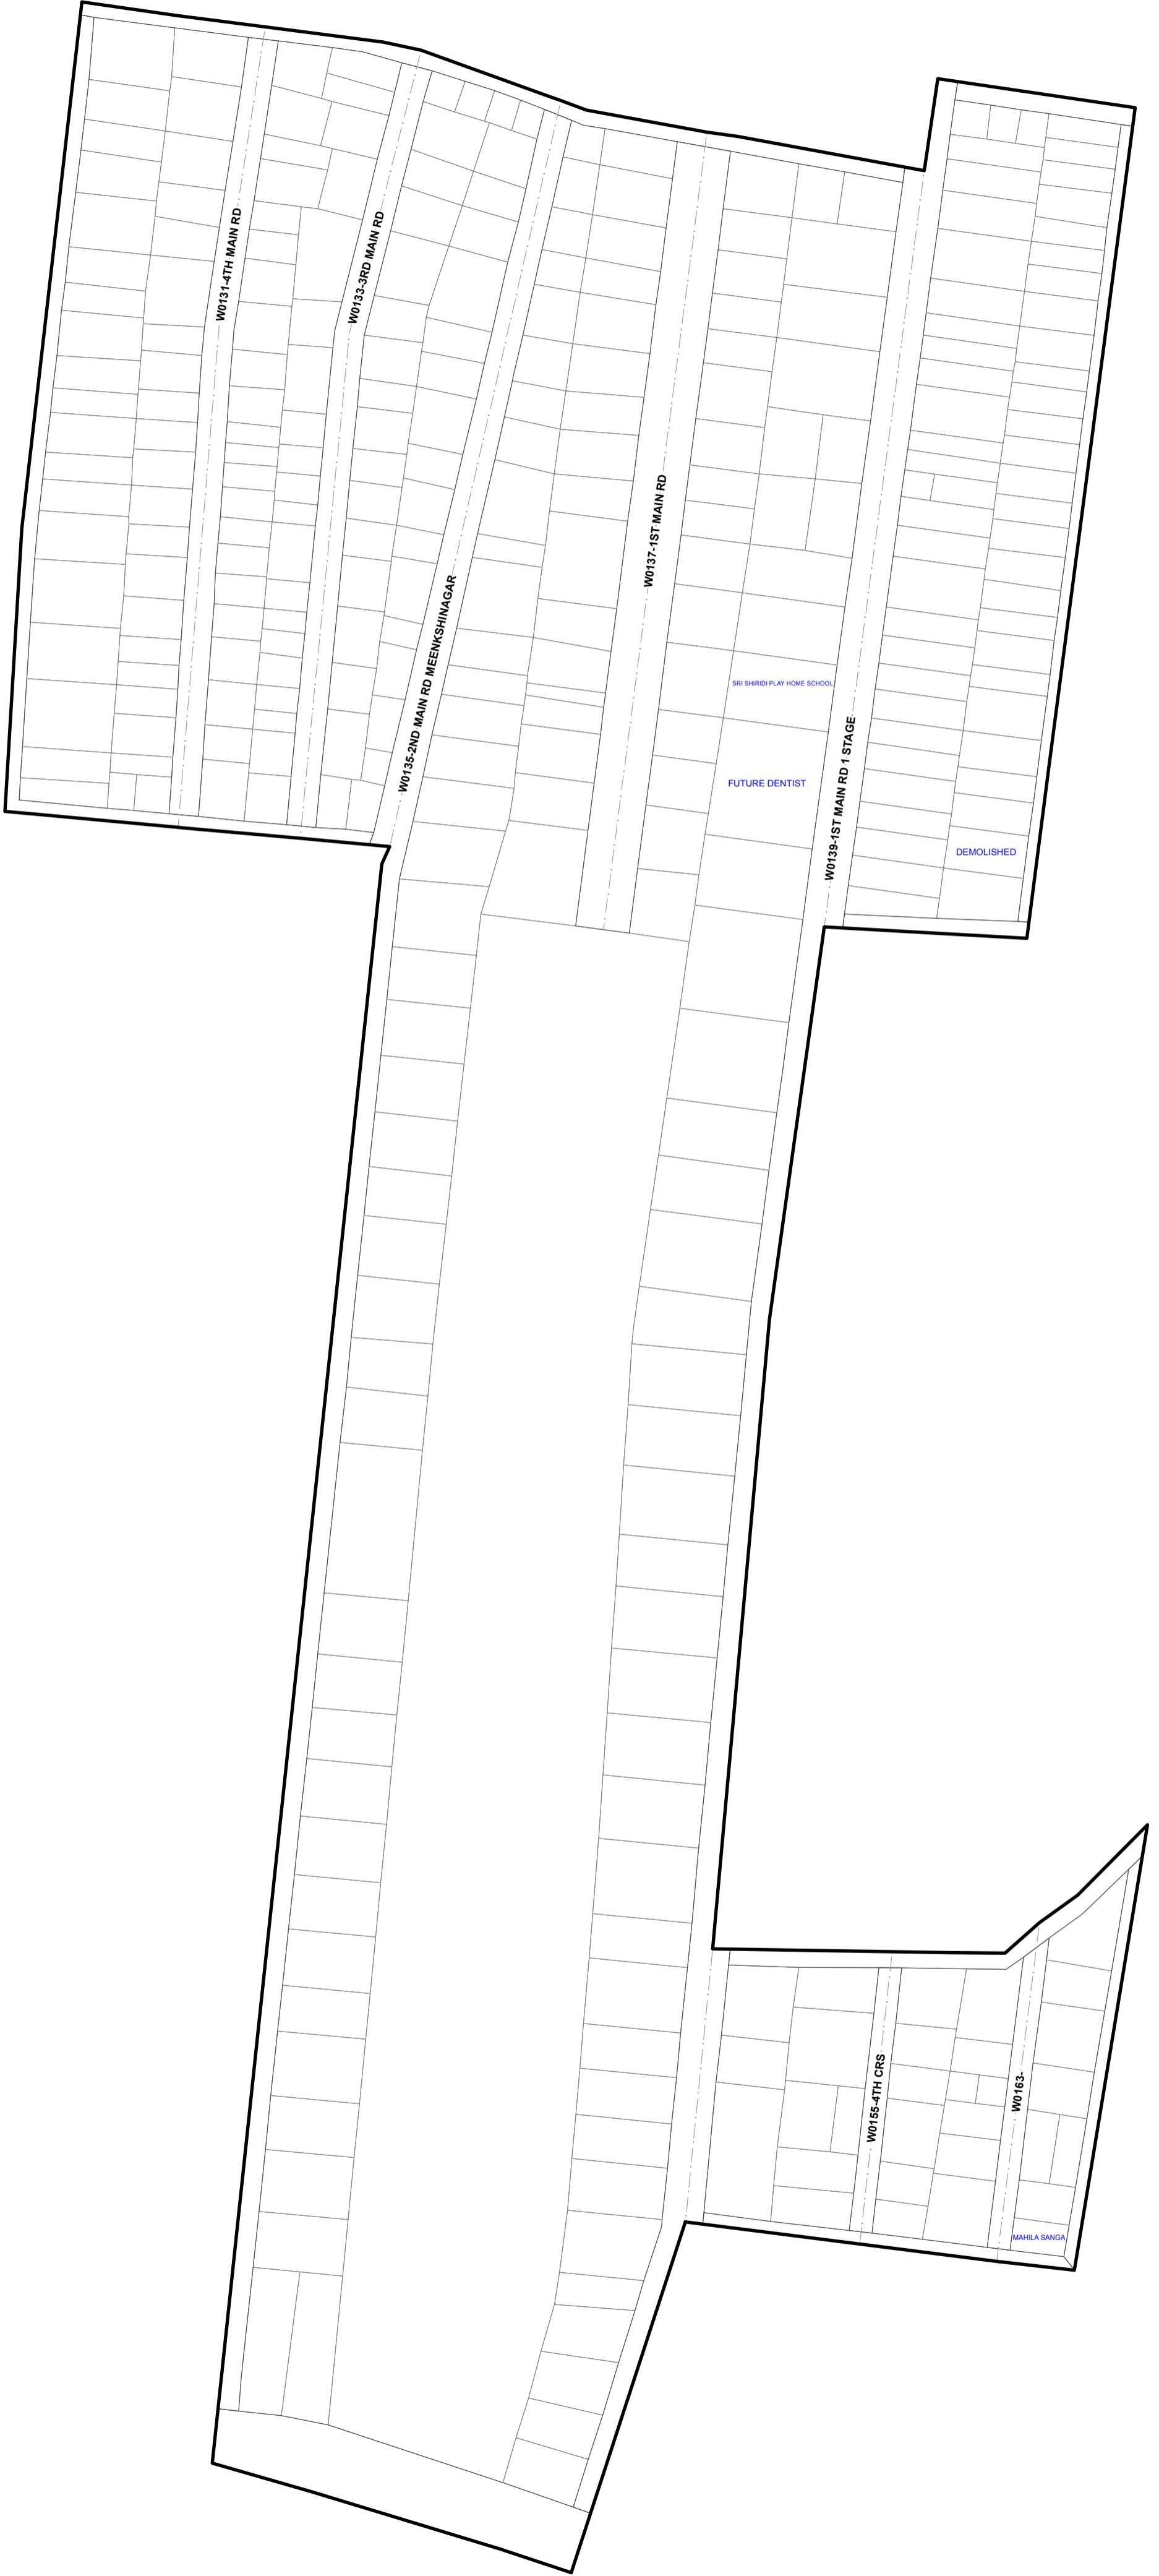 W0131-4TH MAIN RD
W0133-3RD MAIN RD
W0135-2ND MAIN RD MEENKSHINAGAR
W0137-1ST MAIN RD
SRI SHIRIDI PLAY HOME SCHOOL
FUTURE DENTIST
W0139-1ST MAIN RD 1 STAGE
DEMOLISHED
W0155-4TH CRS
W0163-
MAHILA SANGA